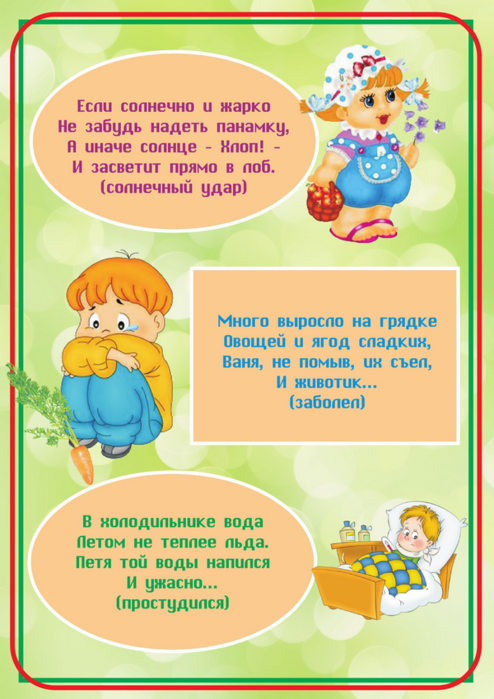 Если солнечно и жарко
Не забудь надеть панамку,
А иначе солнце - Хлоп! -
И засветит прямо в лоб.
(солнечный удар)
Много выросло на грядке
Овощей и ягод сладких,
Ваня, не помыв, их съел,
И животик...
(заболел)
В холодильнике вода
Летом не теплее льда.
Петя той воды напился
И ужасно...
(простудился)